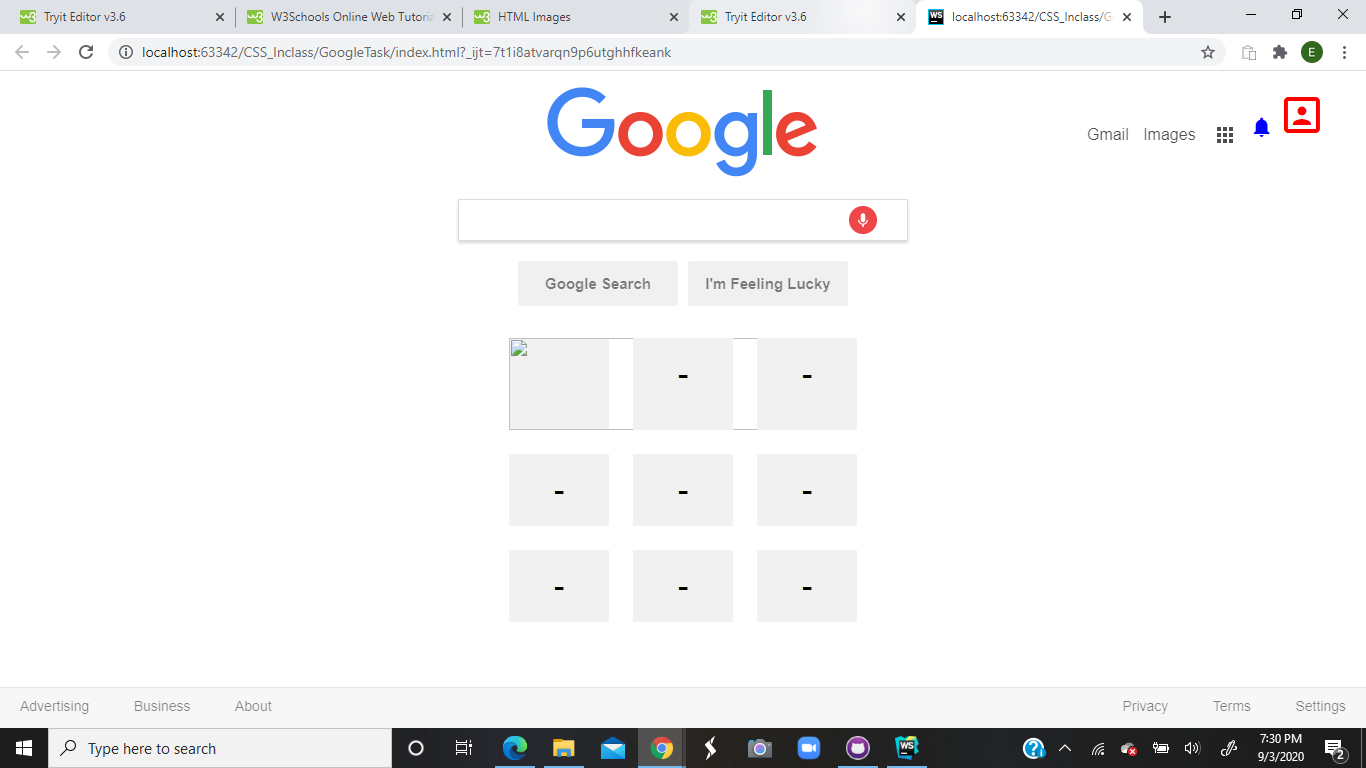 Tryit Editor v3.6
W3Schools Online Web Tutoria
HTML Images
Tryit Editor v3.6
WS
localhost:63342/CSS_Inclass/G
localhost:63342/CSS_Inclass/GoogleTask/index.html?_ijt=7t1i8atvarqn9p6utghhfkeank
E
Google
Gmail Images
Google Search I'm Feeling Lucky
- -
- - -
- - -
Advertising Business About Privacy Terms Settings
Type here to search
WS
7:30 PM
9/3/2020
2